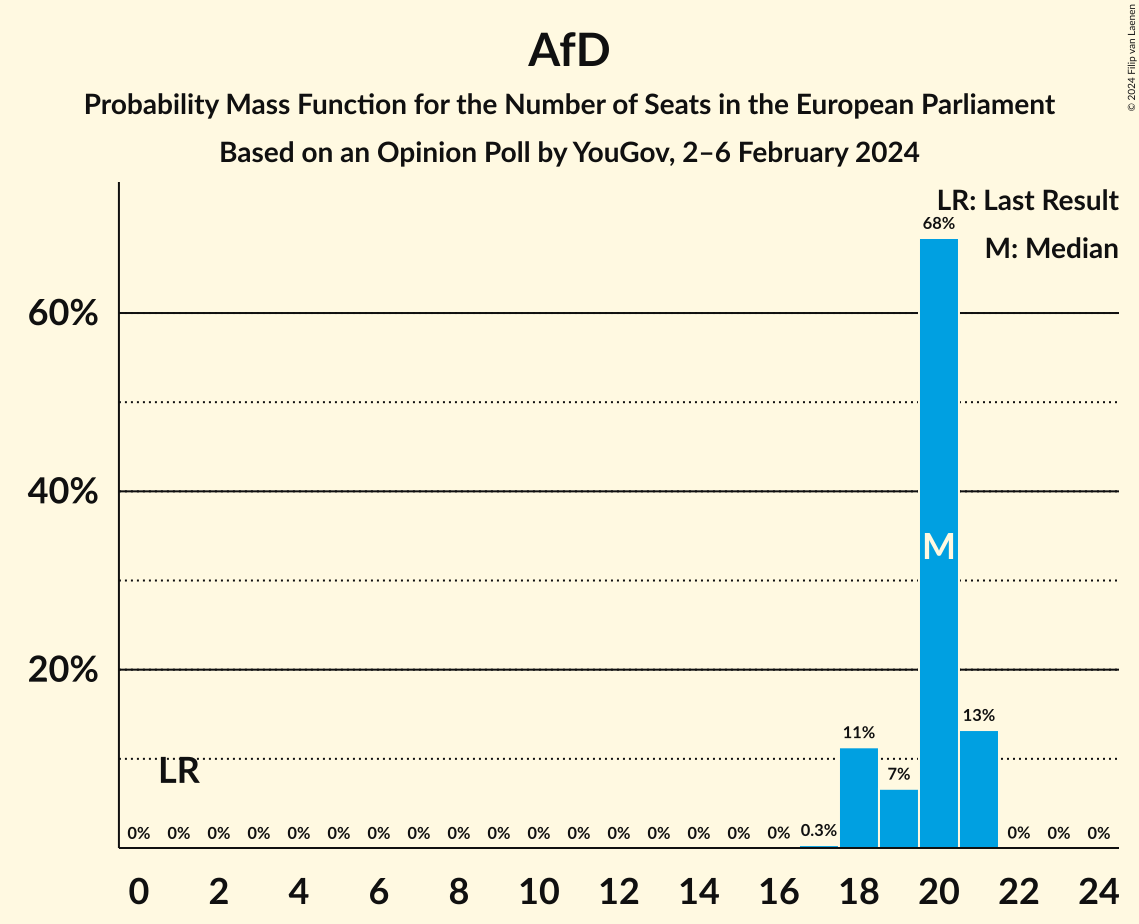 AfD
Probability Mass Function for the Number of Seats in the European Parliament
Based on an Opinion Poll by YouGov, 2–6 February 2024
© 2024 Filip van Laenen
LR: Last Result
M: Median
68%
60%
40%
M
20%
13%
11%
7%
LR
0% 0% 0% 0% 0% 0% 0% 0% 0% 0% 0% 0% 0% 0% 0% 0% 0% 0.3% 0% 0% 0%
0 2 4 6 8 10 12 14 16 18 20 22 24